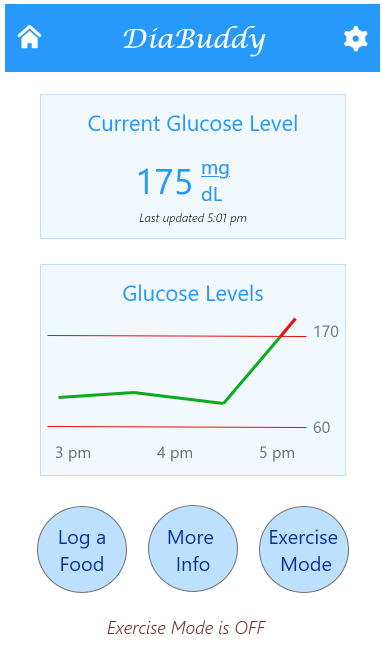 DiaBuddy
Current Glucose Level
175 mg
dL
Last updated 5:01 pm
Glucose Levels
170
60
3 pm 4 pm 5 pm
Log a Food
More Info
Exercise Mode
Exercise Mode is OFF